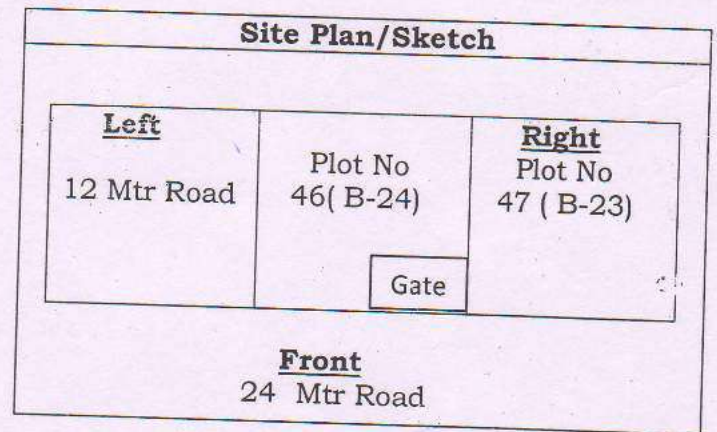 Site Plan/Sketch
Left
12 Mtr Road
Plot No
46( B-24)
Gate
Right
Plot No
47 ( B-23)
Front
24 Mtr Road